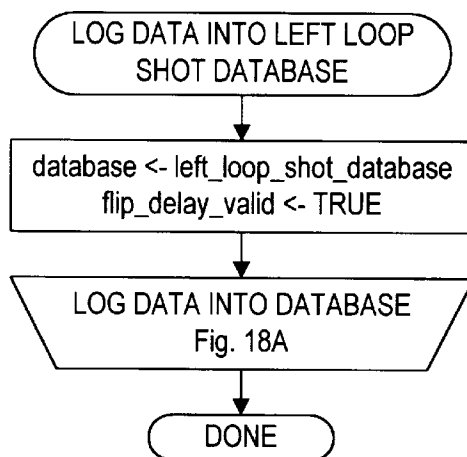 LOG DATA INTO LEFT LOOP
SHOT DATABASE
database <- left_loop_shot_database
flip_delay_valid <- TRUE
LOG DATA INTO DATABASE
Fig. 18A
DONE